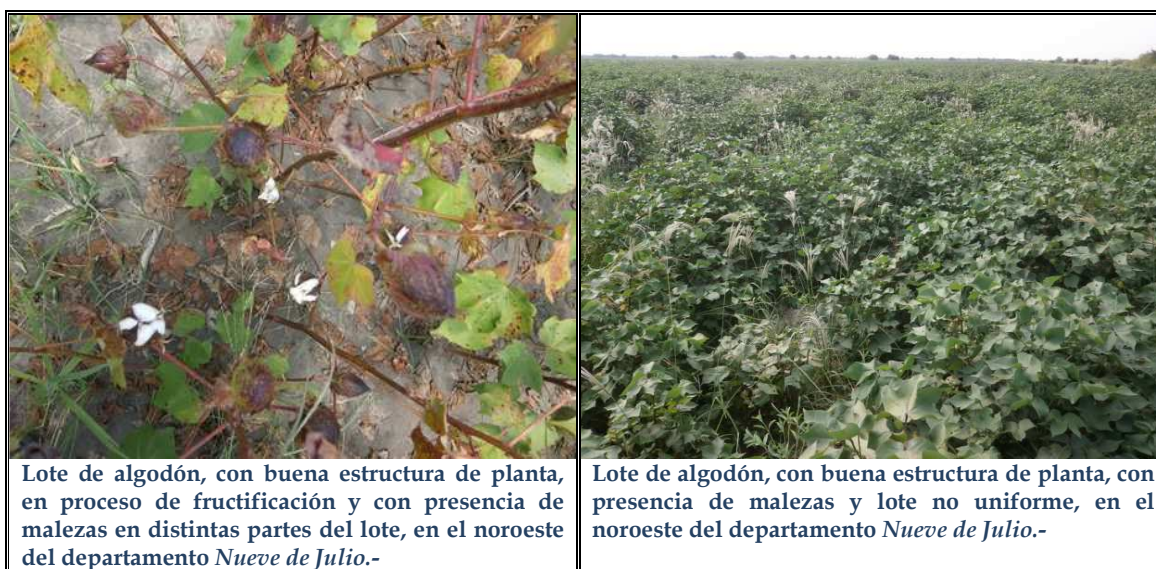 Lote de algodón, con buena estructura de planta,
en proceso de fructificación y con presencia de
malezas en distintas partes del lote, en el noroeste
del departamento Nueve de Julio.-
Lote de algodón, con buena estructura de planta, con
presencia de malezas y lote no uniforme, en el
noroeste del departamento Nueve de Julio.-